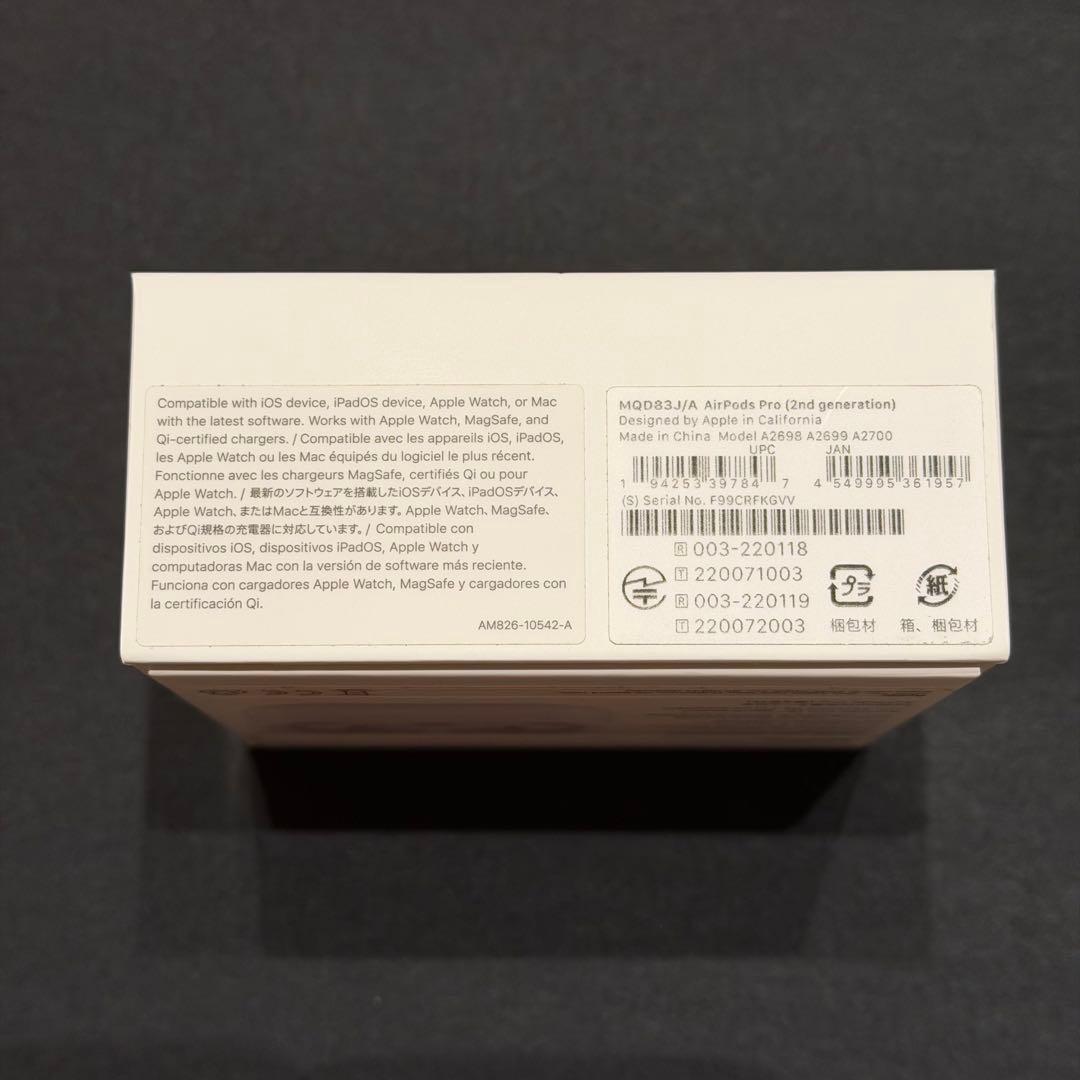 Compatible with iOS device, iPadOS device, Apple Watch, or Mac
with the latest software. Works with Apple Watch, MagSafe, and
Qi-certified chargers. / Compatible avec les appareils iOS, iPadOS,
les Apple Watch ou les Mac équipés du logiciel le plus récent.
Fonctionne avec les chargeurs MagSafe, certifiés Qi ou pour
Apple Watch. / 最新のソフトウェアを搭載したiOSデバイス、iPadOSデバイス、
Apple Watch、またはMacと互換性があります。Apple Watch、MagSafe、
およびQi規格の充電器に対応しています。/ Compatible con
dispositivos iOS, dispositivos iPadOS, Apple Watch y
computadoras Mac con la versión de software más reciente.
Funciona con cargadores Apple Watch, MagSafe y cargadores con
la certificación Qi.
AM826-10542-A
MQD83J/A AirPods Pro (2nd generation)
Designed by Apple in California
Made in China Model A2698 A2699 A2700
UPC JAN
1 94253 39784 7 4 549995 361957
(S) Serial No. F99CRFKGVV
R 003-220118
T 220071003
R 003-220119
T 220072003
プラ 紙
梱包材 箱、梱包材